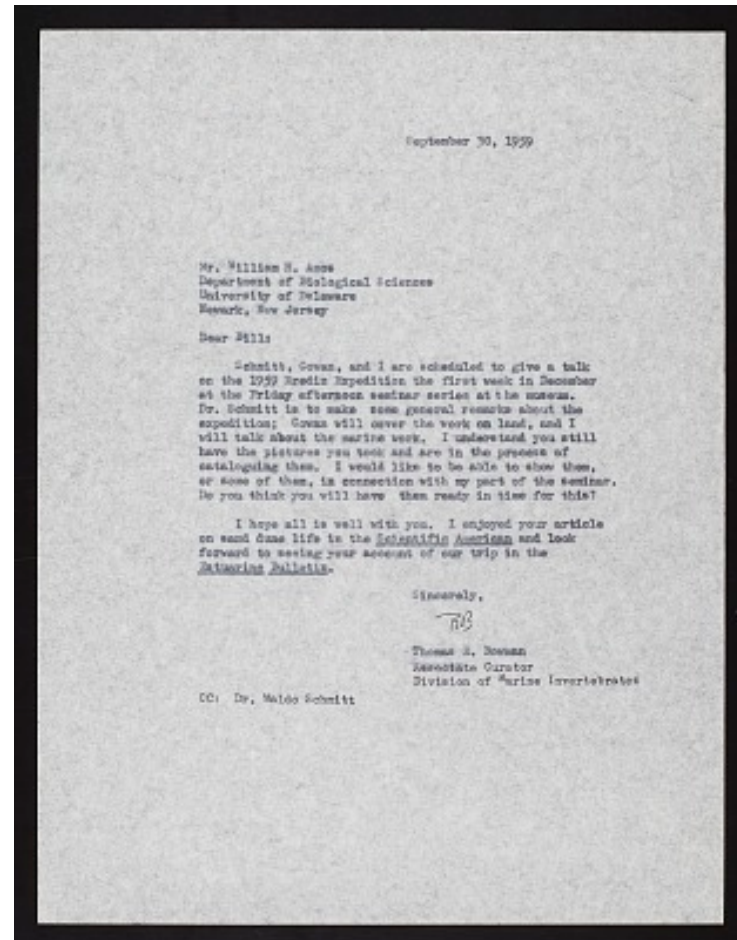 September 30, 1959
Mr. William H. Amos
Department of Biological Sciences
University of Delaware
Newark, New Jersey
Dear Bill:
Schmitt, Cowan, and I are scheduled to give a talk
on the 1959 Bredin Expedition the first week in December
at the Friday afternoon seminar series at the museum.
Dr. Schmitt is to make some general remarks about the
expedition; Cowan will cover the work on land, and I
will talk about the marine work. I understand you still
have the pictures you took and are in the process of
cataloguing them. I would like to be able to show them,
or some of them, in connection with my part of the seminar.
Do you think you will have them ready in time for this?
I hope all is well with you. I enjoyed your article
on sand dune life in the Scientific American and look
forward to seeing your account of our trip in the
Estuarine Bulletin.
Sincerely,
TEB
Thomas E. Bowman
Associate Curator
Division of Marine Invertebrates
CC: Dr. Waldo Schmitt